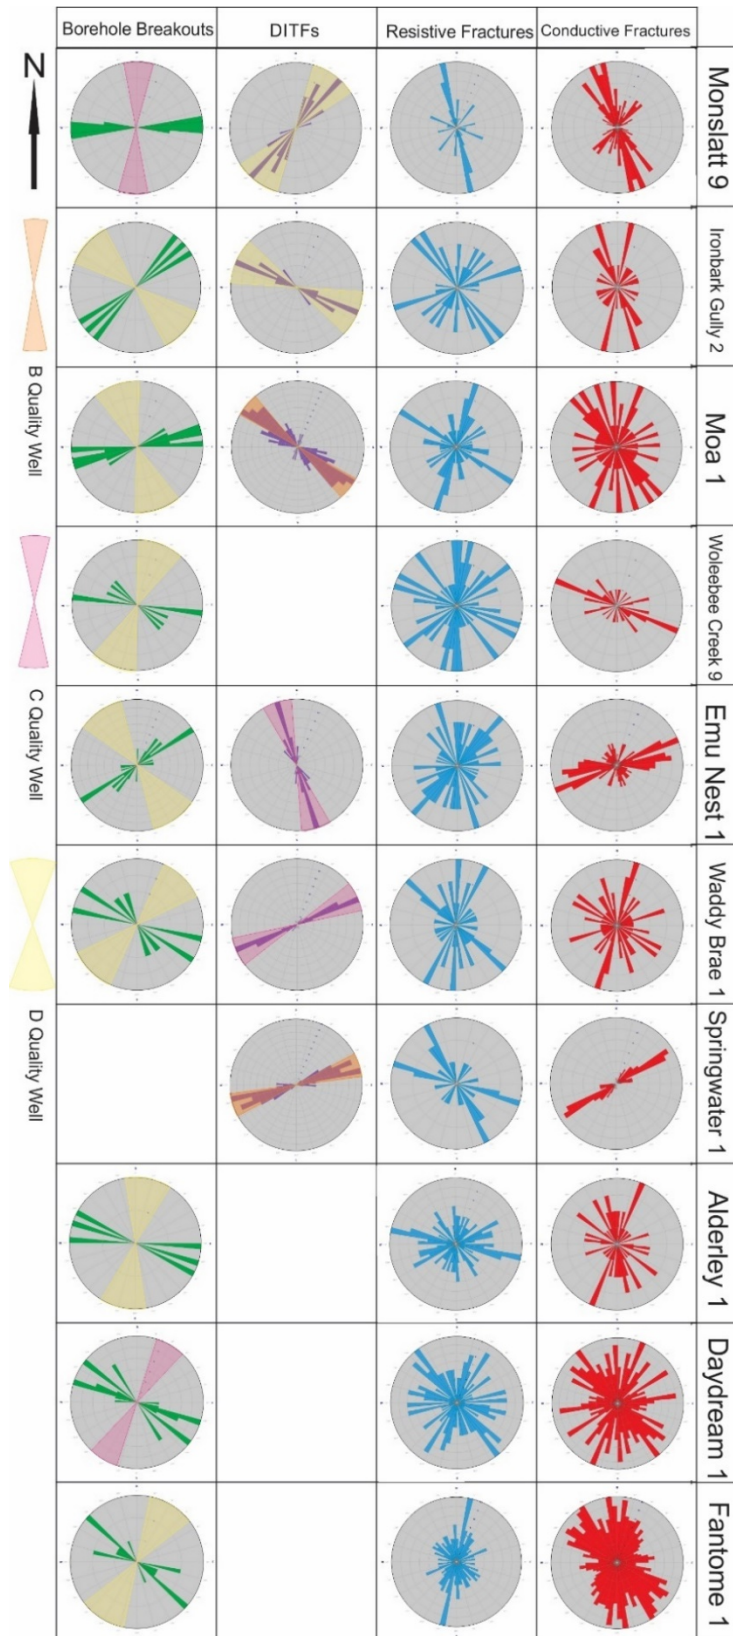 Borehole Breakouts
DITFs
Resistive Fractures
Conductive Fractures
Monslatt 9
Ironbark Gully 2
Moa 1
Woleebee Creek 9
Emu Nest 1
Waddy Brae 1
Springwater 1
Alderley 1
Daydream 1
Fantome 1
N
B Quality Well
C Quality Well
D Quality Well